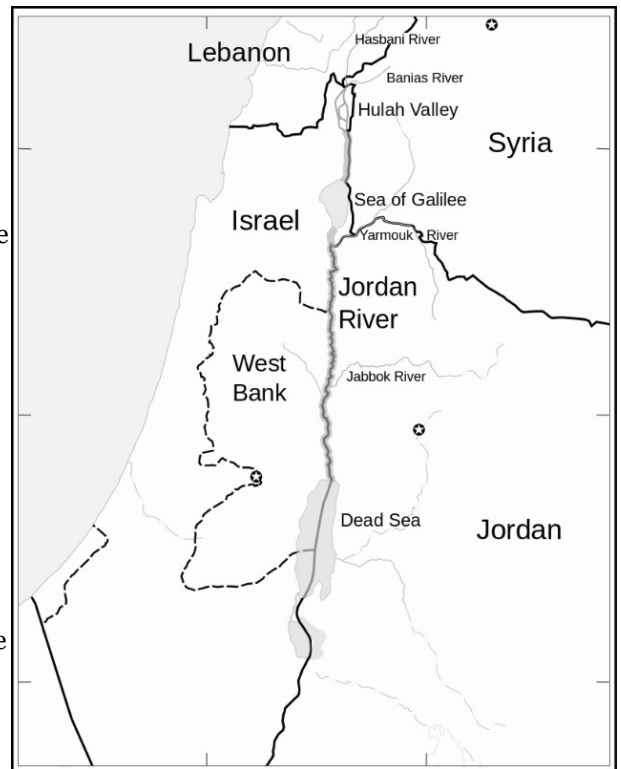 Hasbani River
Lebanon
Banias River
Hulah Valley
Syria
Sea of Galilee
Israel
e
Yarmouk River
Jordan
River
West
Bank
Jabbok River
Dead Sea
Jordan
e